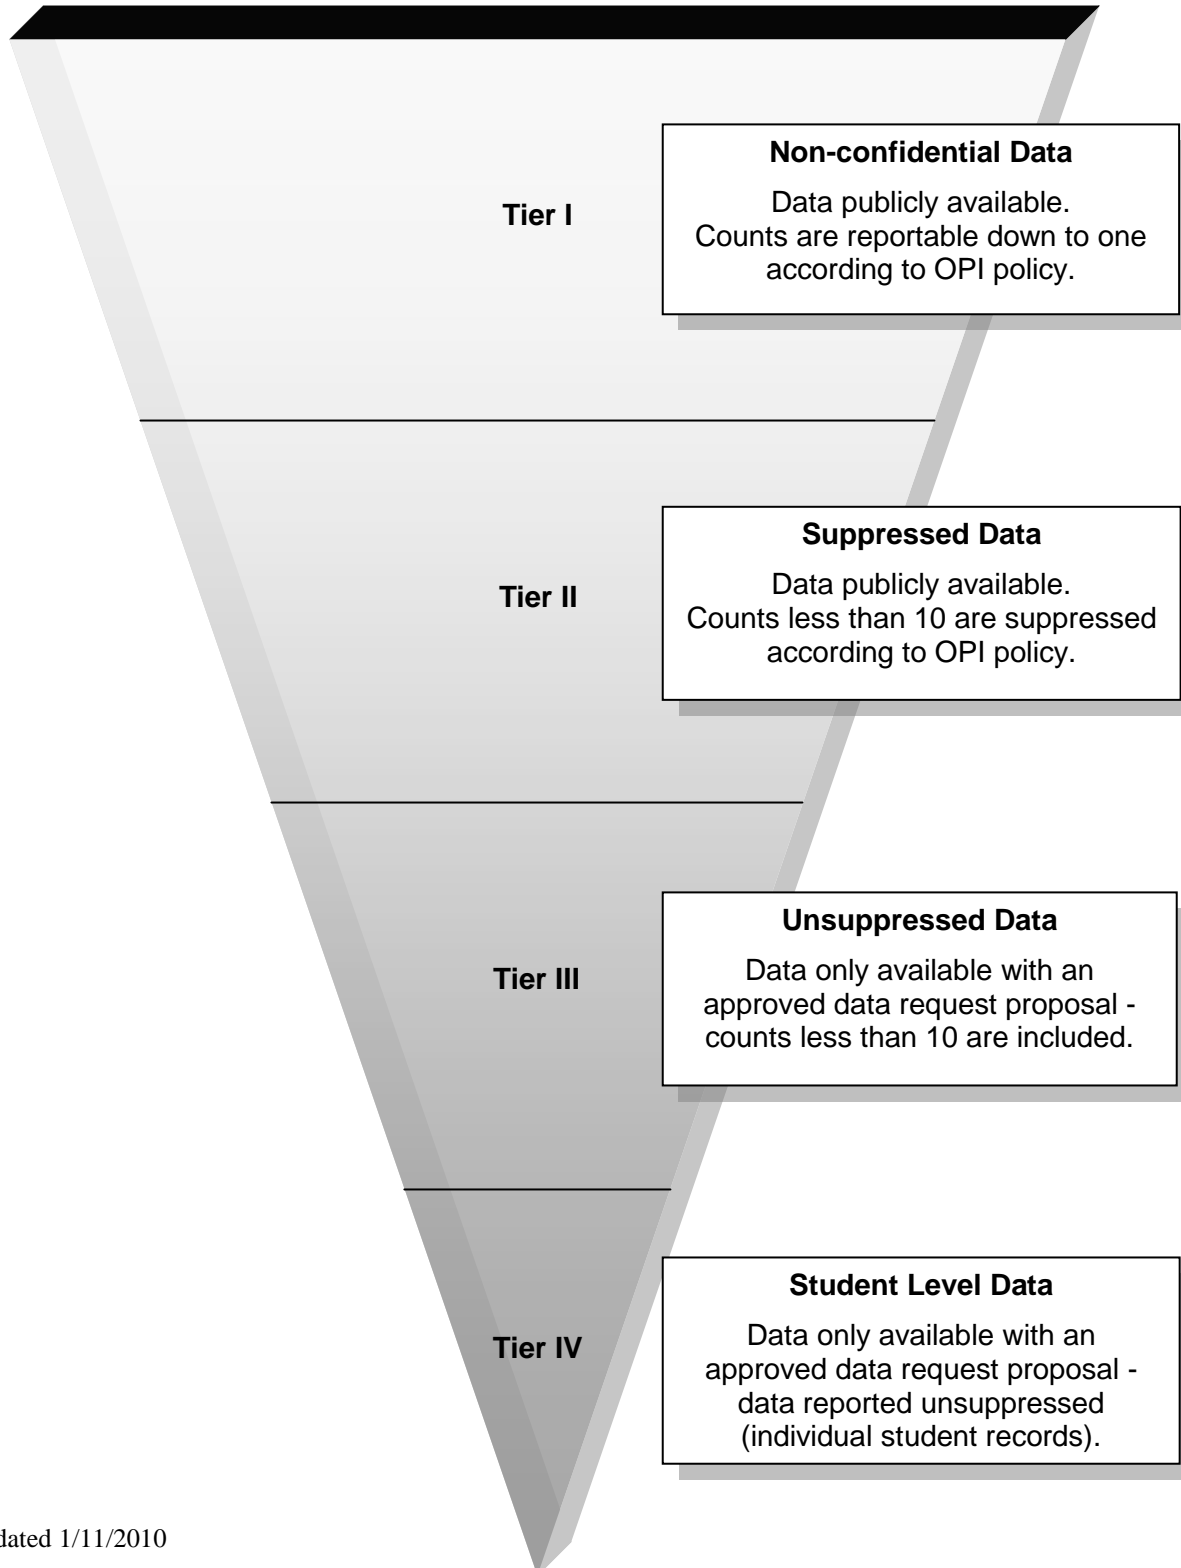 Tier I
Non-confidential Data
Data publicly available.
Counts are reportable down to one
according to OPI policy.
Tier II
Suppressed Data
Data publicly available.
Counts less than 10 are suppressed
according to OPI policy.
Tier III
Unsuppressed Data
Data only available with an
approved data request proposal -
counts less than 10 are included.
Tier IV
Student Level Data
Data only available with an
approved data request proposal -
data reported unsuppressed
(individual student records).
dated 1/11/2010